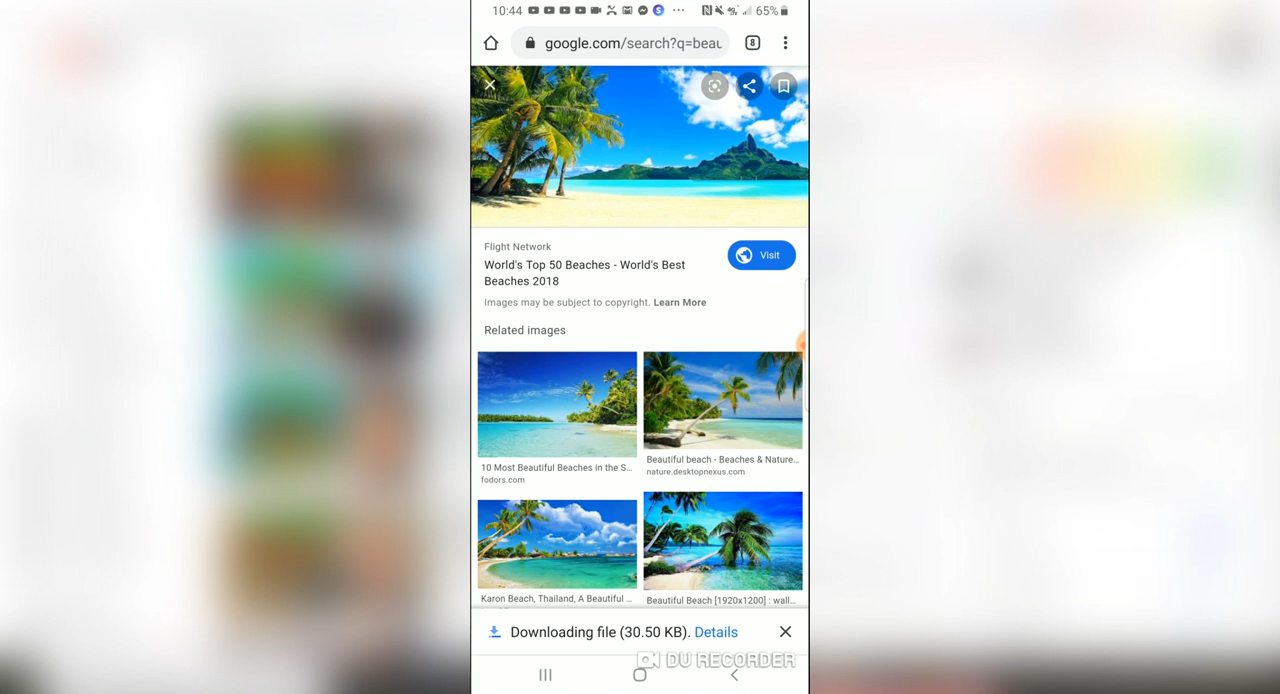 10:44
65%
google.com/search?q=beau
8
Flight Network
World's Top 50 Beaches - World's Best
Beaches 2018
Visit
Images may be subject to copyright. Learn More
Related images
10 Most Beautiful Beaches in the S...
fodors.com
Beautiful beach - Beaches & Nature...
nature.desktopnexus.com
Karon Beach, Thailand, A Beautiful ...
Beautiful Beach [1920x1200] : wall...
Downloading file (30.50 KB). Details
DU RECORDER